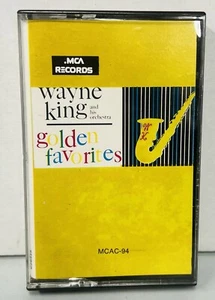 MCA
RECORDS
wayne
king and his orchestra
golden
favorites
MCAC-94